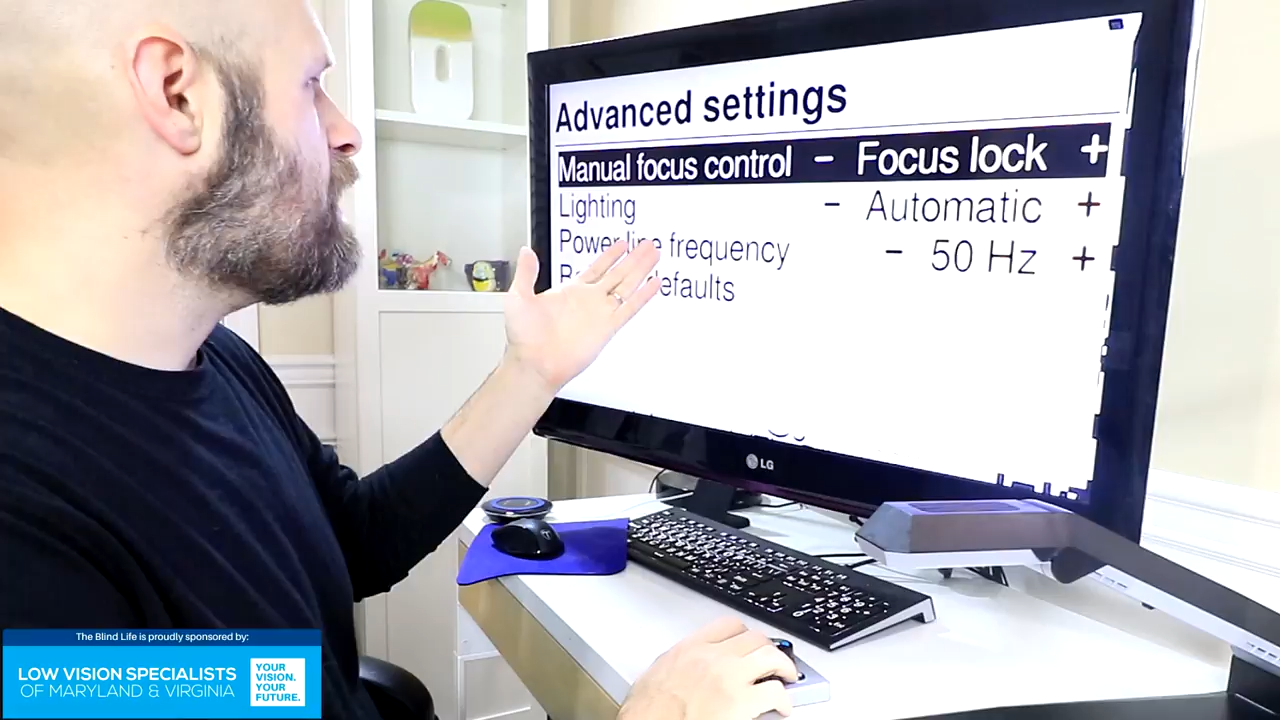 Advanced settings
Manual focus control - Focus lock +
Lighting - Automatic +
Power line frequency - 50 Hz +
defaults
LG
The Blind Life is proudly sponsored by:
LOW VISION SPECIALISTS
OF MARYLAND & VIRGINIA
YOUR
VISION.
YOUR
FUTURE.